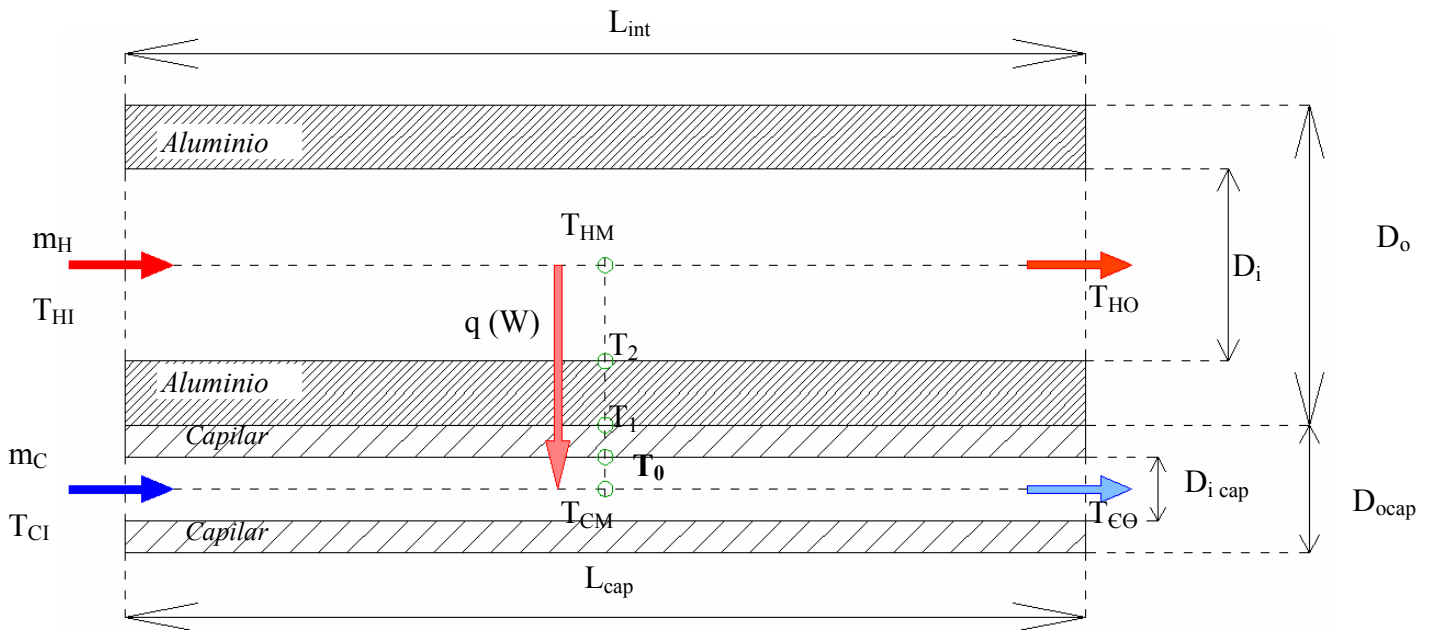 L_int
Aluminio
T_HM
m_H
D_o
D_i
T_HI
T_HO
q (W)
T_2
Aluminio
T_1
Capilar
m_C
T_0
D_i cap
D_ocap
T_CI
T_CM
T_CO
Capilar
L_cap